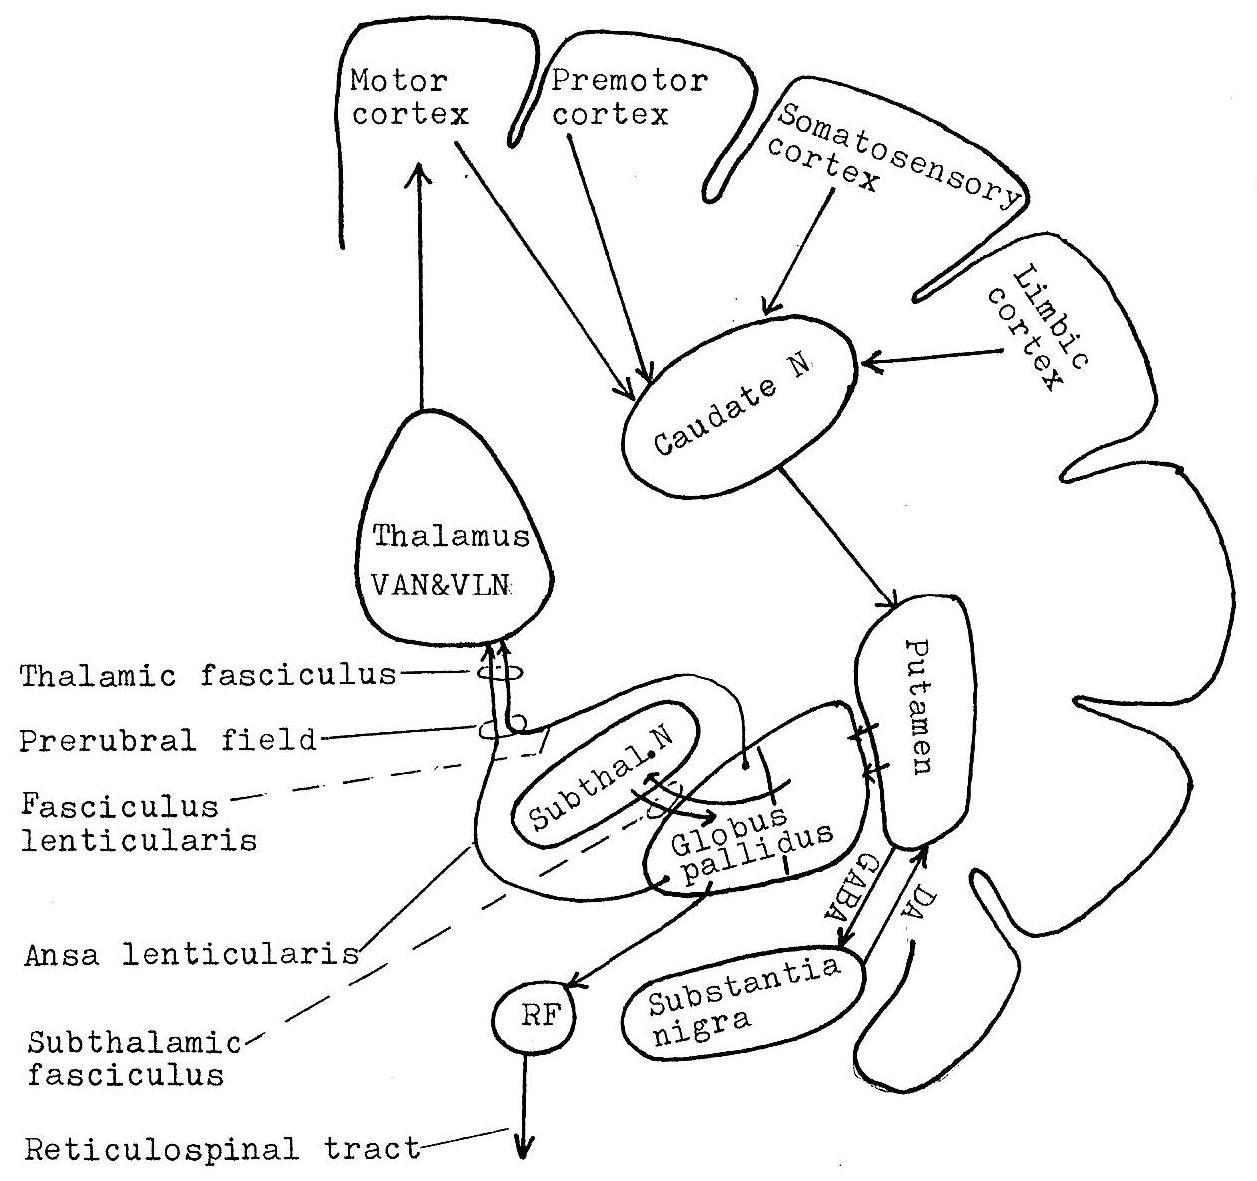 Motor
cortex
Premotor
cortex
Somatosensory
cortex
Limbic
cortex
Caudate N
Thalamus
VAN&VLN
Putamen
Thalamic fasciculus
Prerubral field
Subthal.N
Fasciculus
lenticularis
Globus
pallidus
GABA
DA
Ansa lenticularis
Substantia
nigra
RF
Subthalamic
fasciculus
Reticulospinal tract